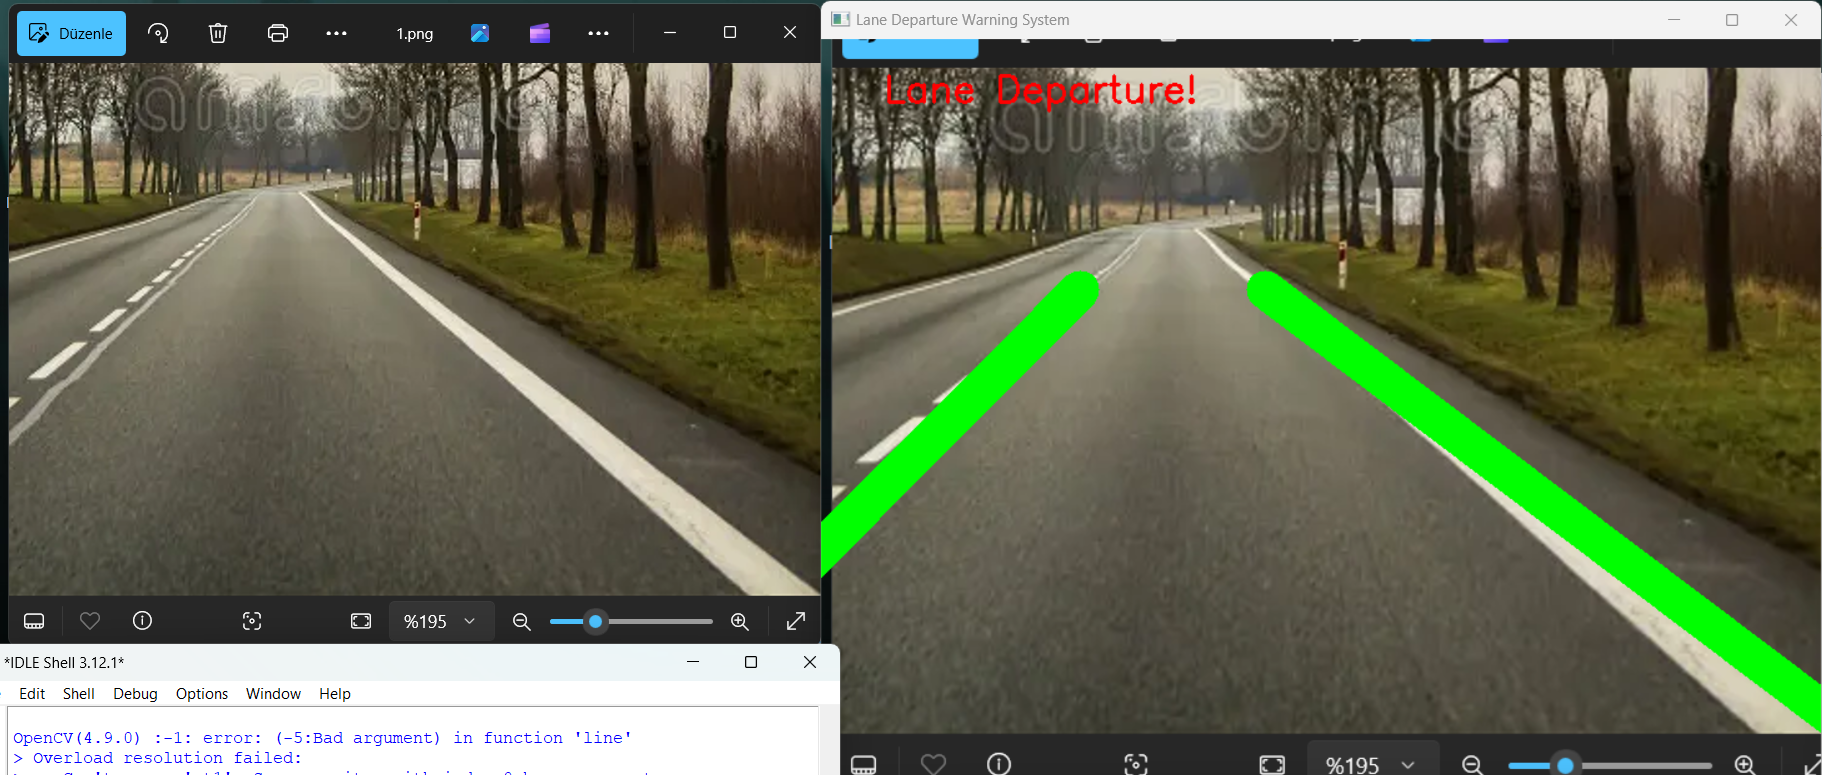 Düzenle
1.png
Lane Departure Warning System
Lane Departure!
%195
%195
*IDLE Shell 3.12.1*
Edit Shell Debug Options Window Help
OpenCV(4.9.0) :-1: error: (-5:Bad argument) in function 'line'
> Overload resolution failed: